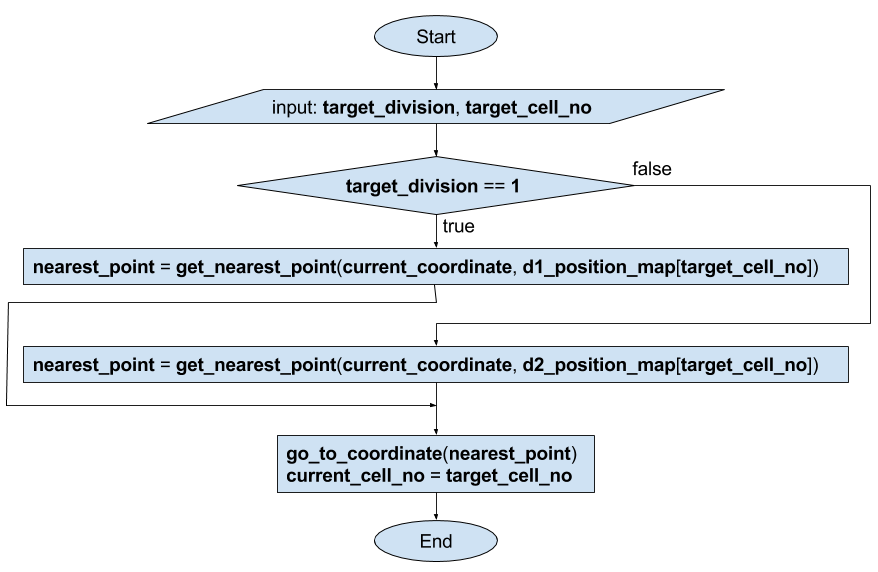 Start
input: target_division, target_cell_no
target_division == 1
false
true
nearest_point = get_nearest_point(current_coordinate, d1_position_map[target_cell_no])
nearest_point = get_nearest_point(current_coordinate, d2_position_map[target_cell_no])
go_to_coordinate(nearest_point)
current_cell_no = target_cell_no
End